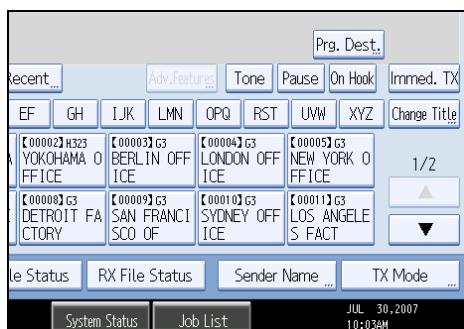 Prg. Dest.
Recent Adv.Features Tone Pause On Hook Immed. TX
EF GH IJK LMN OPQ RST UVW XYZ Change Title
【00002】H323 【00003】G3 【00004】G3 【00005】G3
YOKOHAMA O BERLIN OFF LONDON OFF NEW YORK O
FFICE ICE ICE FFICE
1/2
【00008】G3 【00009】G3 【00010】G3 【00011】G3
DETROIT FA SAN FRANCI SYDNEY OFF LOS ANGELE
CTORY SCO OF ICE S FACT
le Status RX File Status Sender Name TX Mode
System Status Job List JUL 30,2007
10:03AM